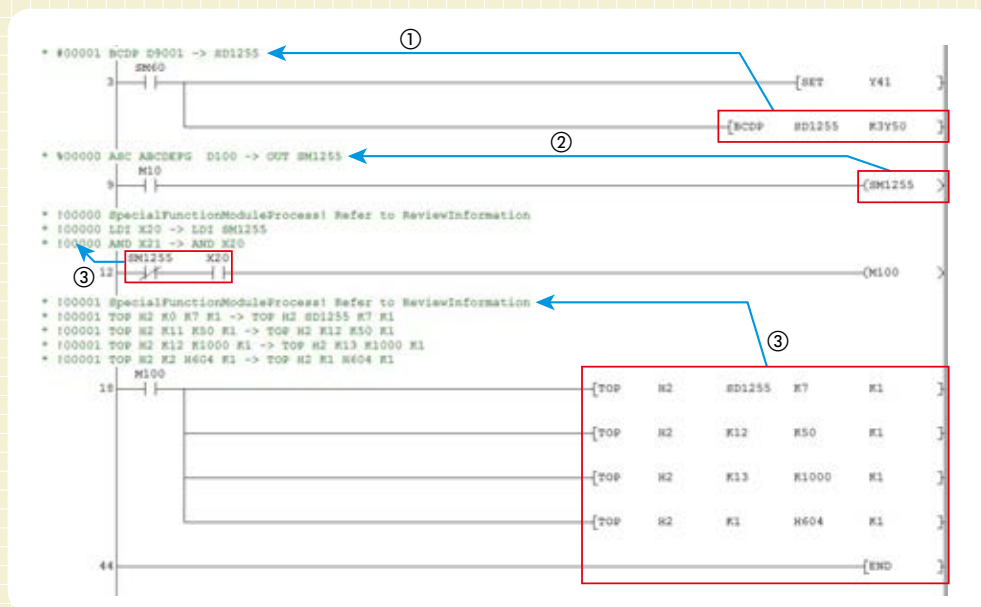 ①
* #00001 BCDP D9001 -> SD1255
SM60
3 [SET Y41 ]
[BCDP SD1255 K3Y50 ]
②
* %00000 ASC ABCDEFG D100 -> OUT SM1255
M10
9 (SM1255 )
* !00000 SpecialFunctionModuleProcess! Refer to ReviewInformation
* !00000 LDI X20 -> LDI SM1255
* !00000 AND X21 -> AND X20
SM1255 X20
③ 12 (M100 )
* !00001 SpecialFunctionModuleProcess! Refer to ReviewInformation
* !00001 TOP H2 K0 K7 K1 -> TOP H2 SD1255 K7 K1
* !00001 TOP H2 K11 K50 K1 -> TOP H2 K12 K50 K1
* !00001 TOP H2 K12 K1000 K1 -> TOP H2 K13 K1000 K1
* !00001 TOP H2 K2 H604 K1 -> TOP H2 K1 H604 K1
③
M100
18 [TOP H2 SD1255 K7 K1 ]
[TOP H2 K12 K50 K1 ]
[TOP H2 K13 K1000 K1 ]
[TOP H2 K1 H604 K1 ]
44 [END ]